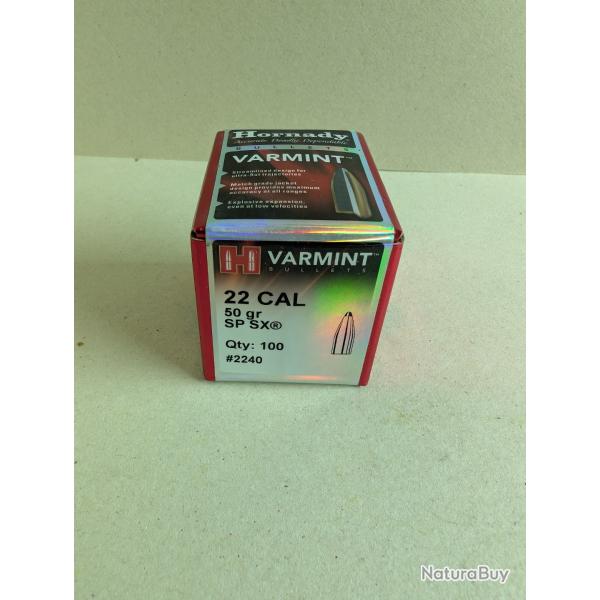 Hornady
Accurate. Deadly. Dependable.
BULLETS
VARMINT™
Streamlined design for
ultra-flat trajectories
Match grade jacket
design provides maximum
accuracy at all ranges
Explosive expansion,
even at low velocities
H VARMINT™
BULLETS
22 CAL
50 gr
SP SX®
Qty: 100
#2240
NaturaBuy